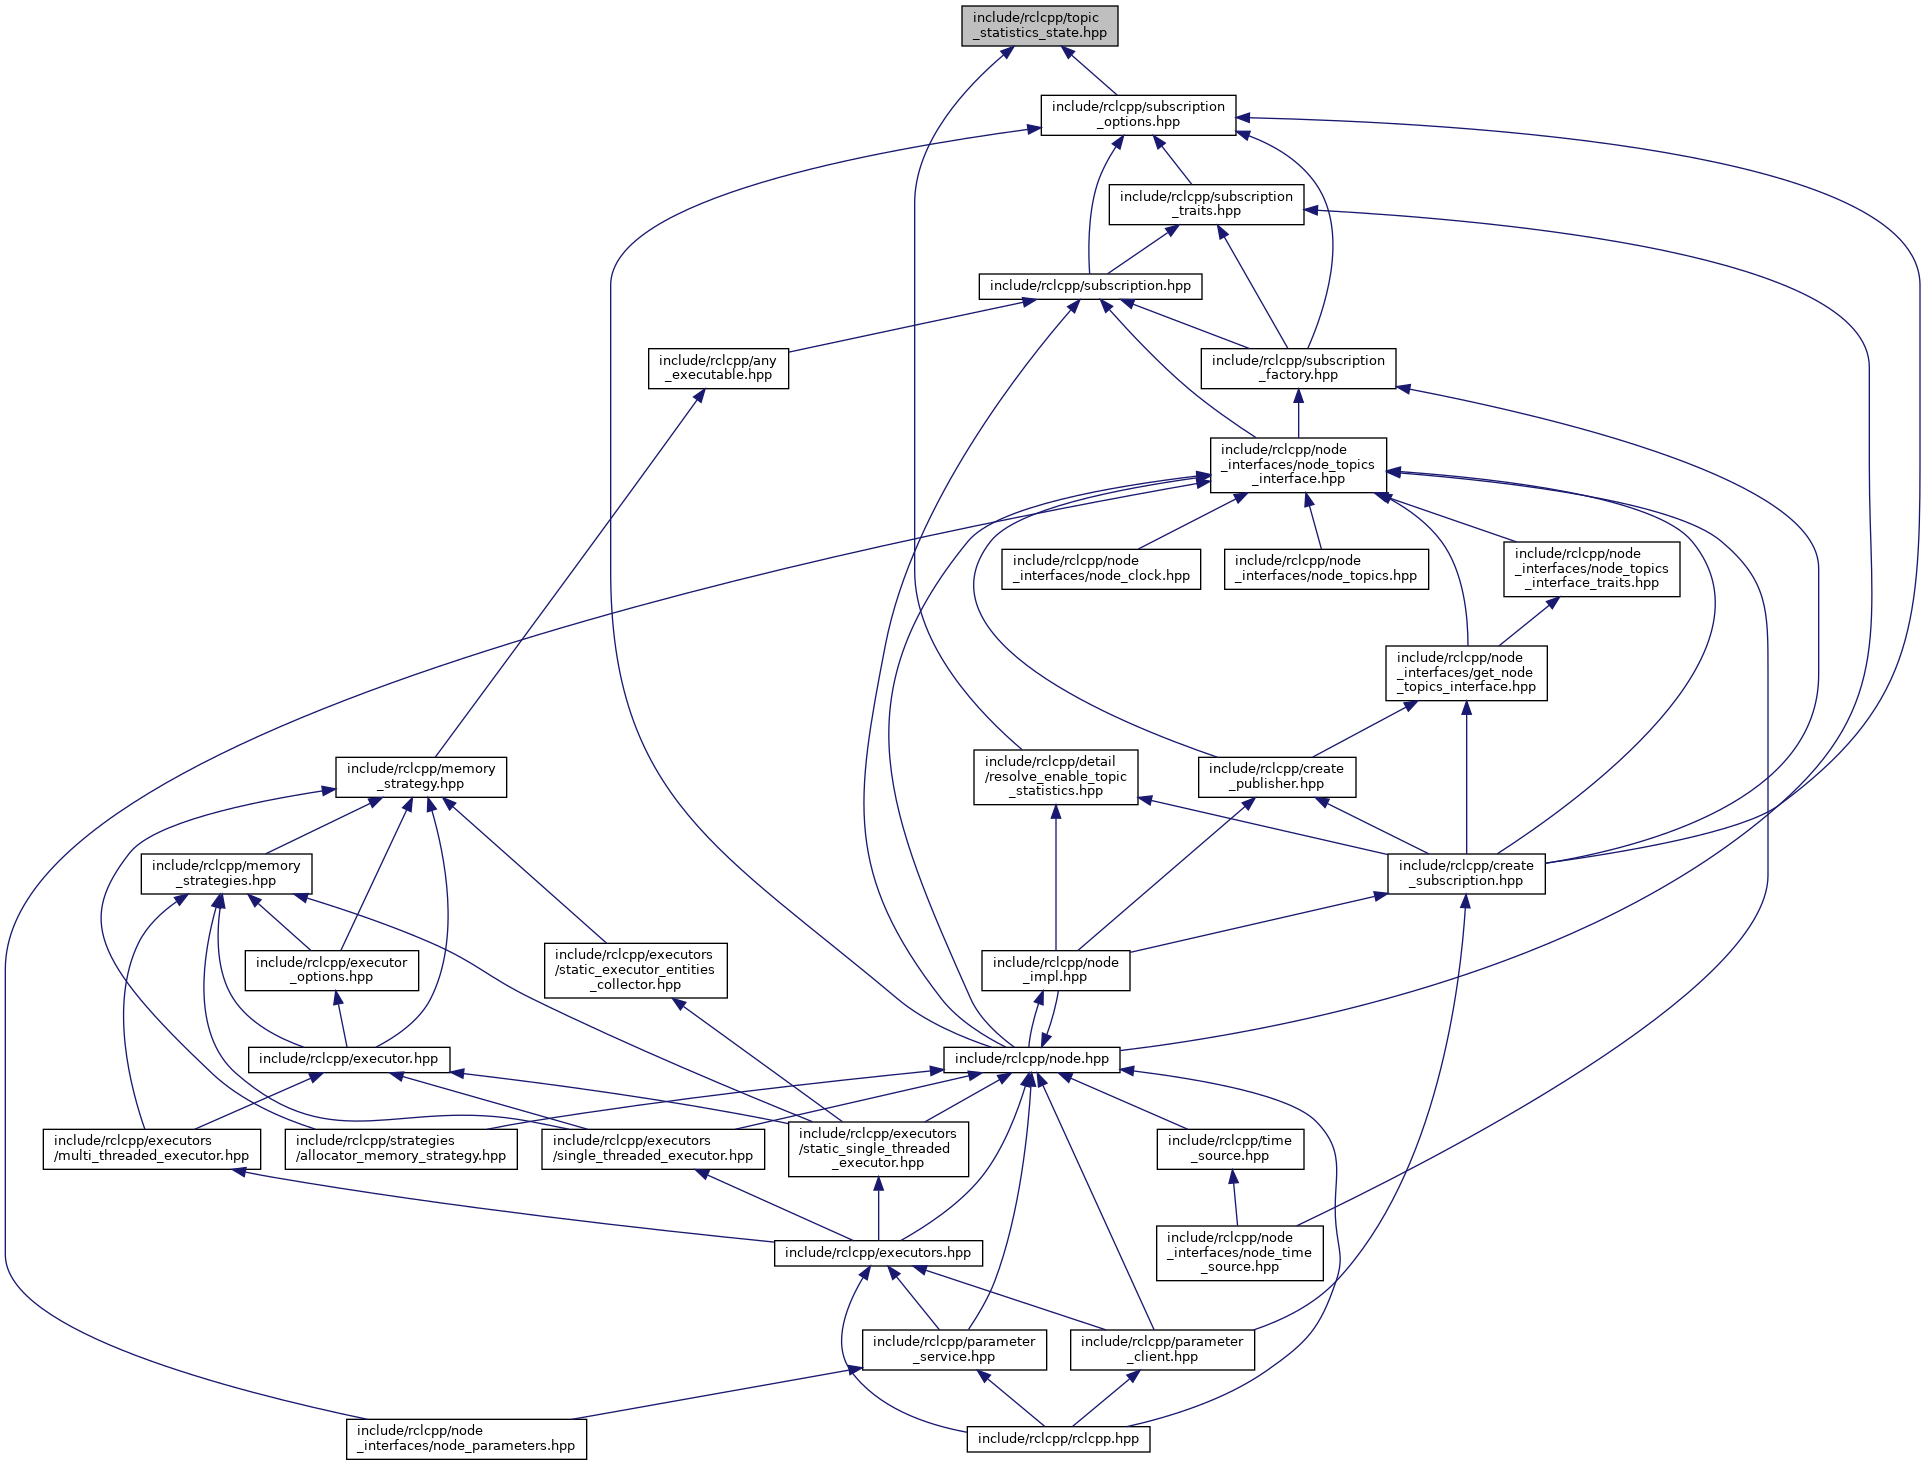 include/rclcpp/topic
_statistics_state.hpp
include/rclcpp/subscription
_options.hpp
include/rclcpp/subscription
_traits.hpp
include/rclcpp/subscription.hpp
include/rclcpp/any
_executable.hpp
include/rclcpp/subscription
_factory.hpp
include/rclcpp/node
_interfaces/node_topics
_interface.hpp
include/rclcpp/node
_interfaces/node_clock.hpp
include/rclcpp/node
_interfaces/node_topics.hpp
include/rclcpp/node
_interfaces/node_topics
_interface_traits.hpp
include/rclcpp/node
_interfaces/get_node
_topics_interface.hpp
include/rclcpp/memory
_strategy.hpp
include/rclcpp/detail
/resolve_enable_topic
_statistics.hpp
include/rclcpp/create
_publisher.hpp
include/rclcpp/memory
_strategies.hpp
include/rclcpp/create
_subscription.hpp
include/rclcpp/executor
_options.hpp
include/rclcpp/executors
/static_executor_entities
_collector.hpp
include/rclcpp/node
_impl.hpp
include/rclcpp/executor.hpp
include/rclcpp/node.hpp
include/rclcpp/executors
/multi_threaded_executor.hpp
include/rclcpp/strategies
/allocator_memory_strategy.hpp
include/rclcpp/executors
/single_threaded_executor.hpp
include/rclcpp/executors
/static_single_threaded
_executor.hpp
include/rclcpp/time
_source.hpp
include/rclcpp/executors.hpp
include/rclcpp/node
_interfaces/node_time
_source.hpp
include/rclcpp/parameter
_service.hpp
include/rclcpp/parameter
_client.hpp
include/rclcpp/node
_interfaces/node_parameters.hpp
include/rclcpp/rclcpp.hpp